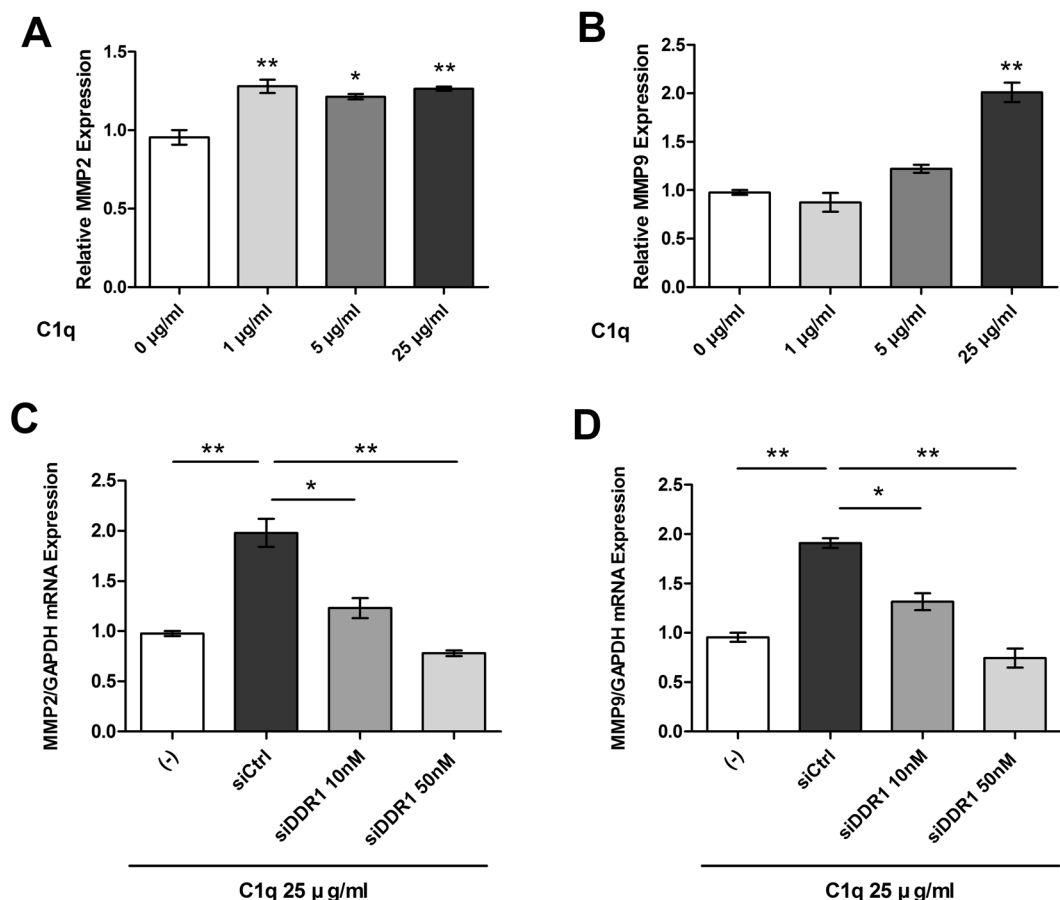 A
Relative MMP2 Expression
1.5
1.0
0.5
0.0
**
*
**
C1q
0 µg/ml
1 µg/ml
5 µg/ml
25 µg/ml
B
Relative MMP9 Expression
2.5
2.0
1.5
1.0
0.5
0.0
**
C1q
0 µg/ml
1 µg/ml
5 µg/ml
25 µg/ml
C
MMP2/GAPDH mRNA Expression
2.5
2.0
1.5
1.0
0.5
0.0
**
**
*
(-)
siCtrl
siDDR1 10nM
siDDR1 50nM
C1q 25 µg/ml
D
MMP9/GAPDH mRNA Expression
2.5
2.0
1.5
1.0
0.5
0.0
**
**
*
(-)
siCtrl
siDDR1 10nM
siDDR1 50nM
C1q 25 µg/ml